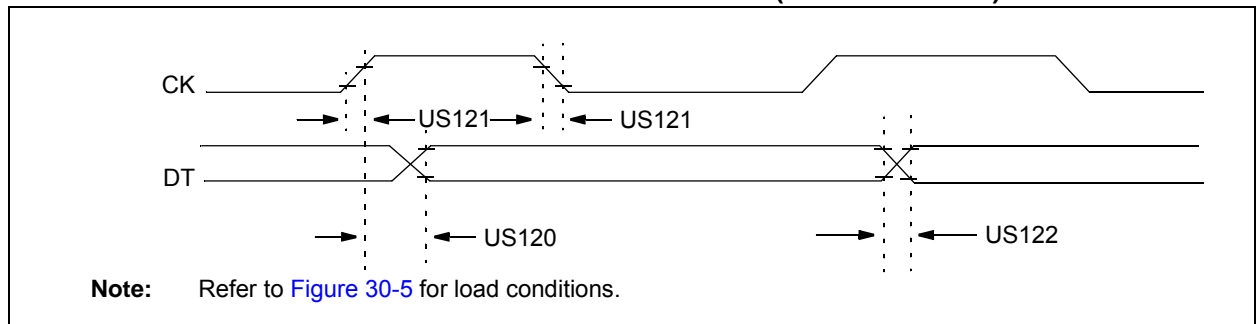 CK
US121
US121
DT
US120
US122
Note: Refer to Figure 30-5 for load conditions.